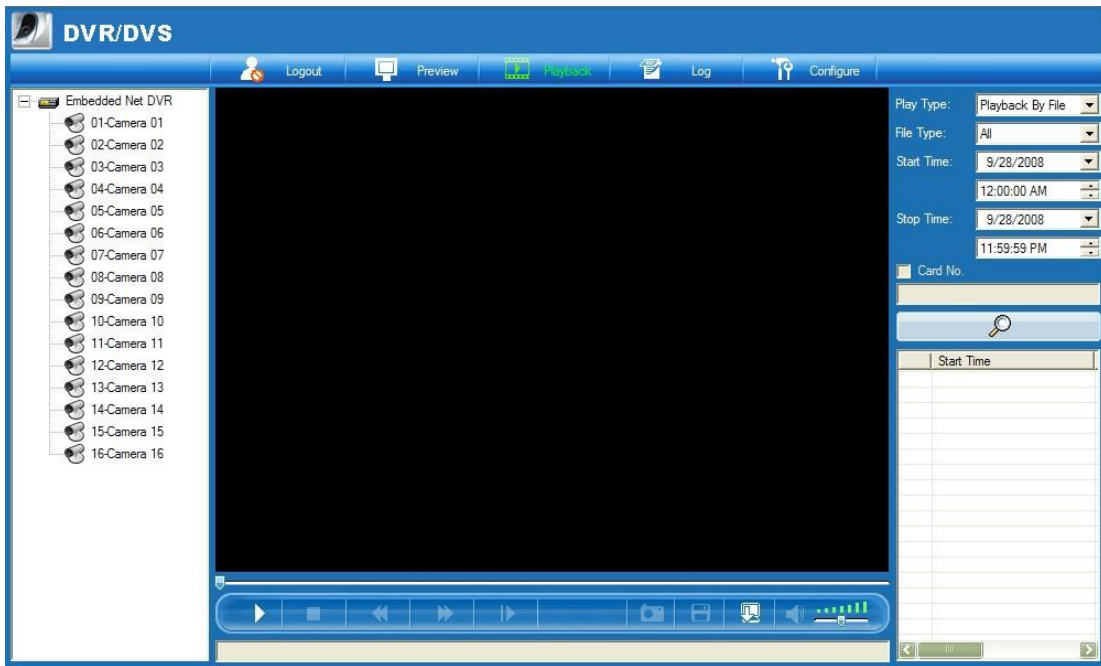 DVR/DVS
Logout Preview Playback Log Configure
Embedded Net DVR
01-Camera 01
02-Camera 02
03-Camera 03
04-Camera 04
05-Camera 05
06-Camera 06
07-Camera 07
08-Camera 08
09-Camera 09
10-Camera 10
11-Camera 11
12-Camera 12
13-Camera 13
14-Camera 14
15-Camera 15
16-Camera 16
Play Type: Playback By File
File Type: All
Start Time: 9/28/2008
12:00:00 AM
Stop Time: 9/28/2008
11:59:59 PM
Card No.
Start Time